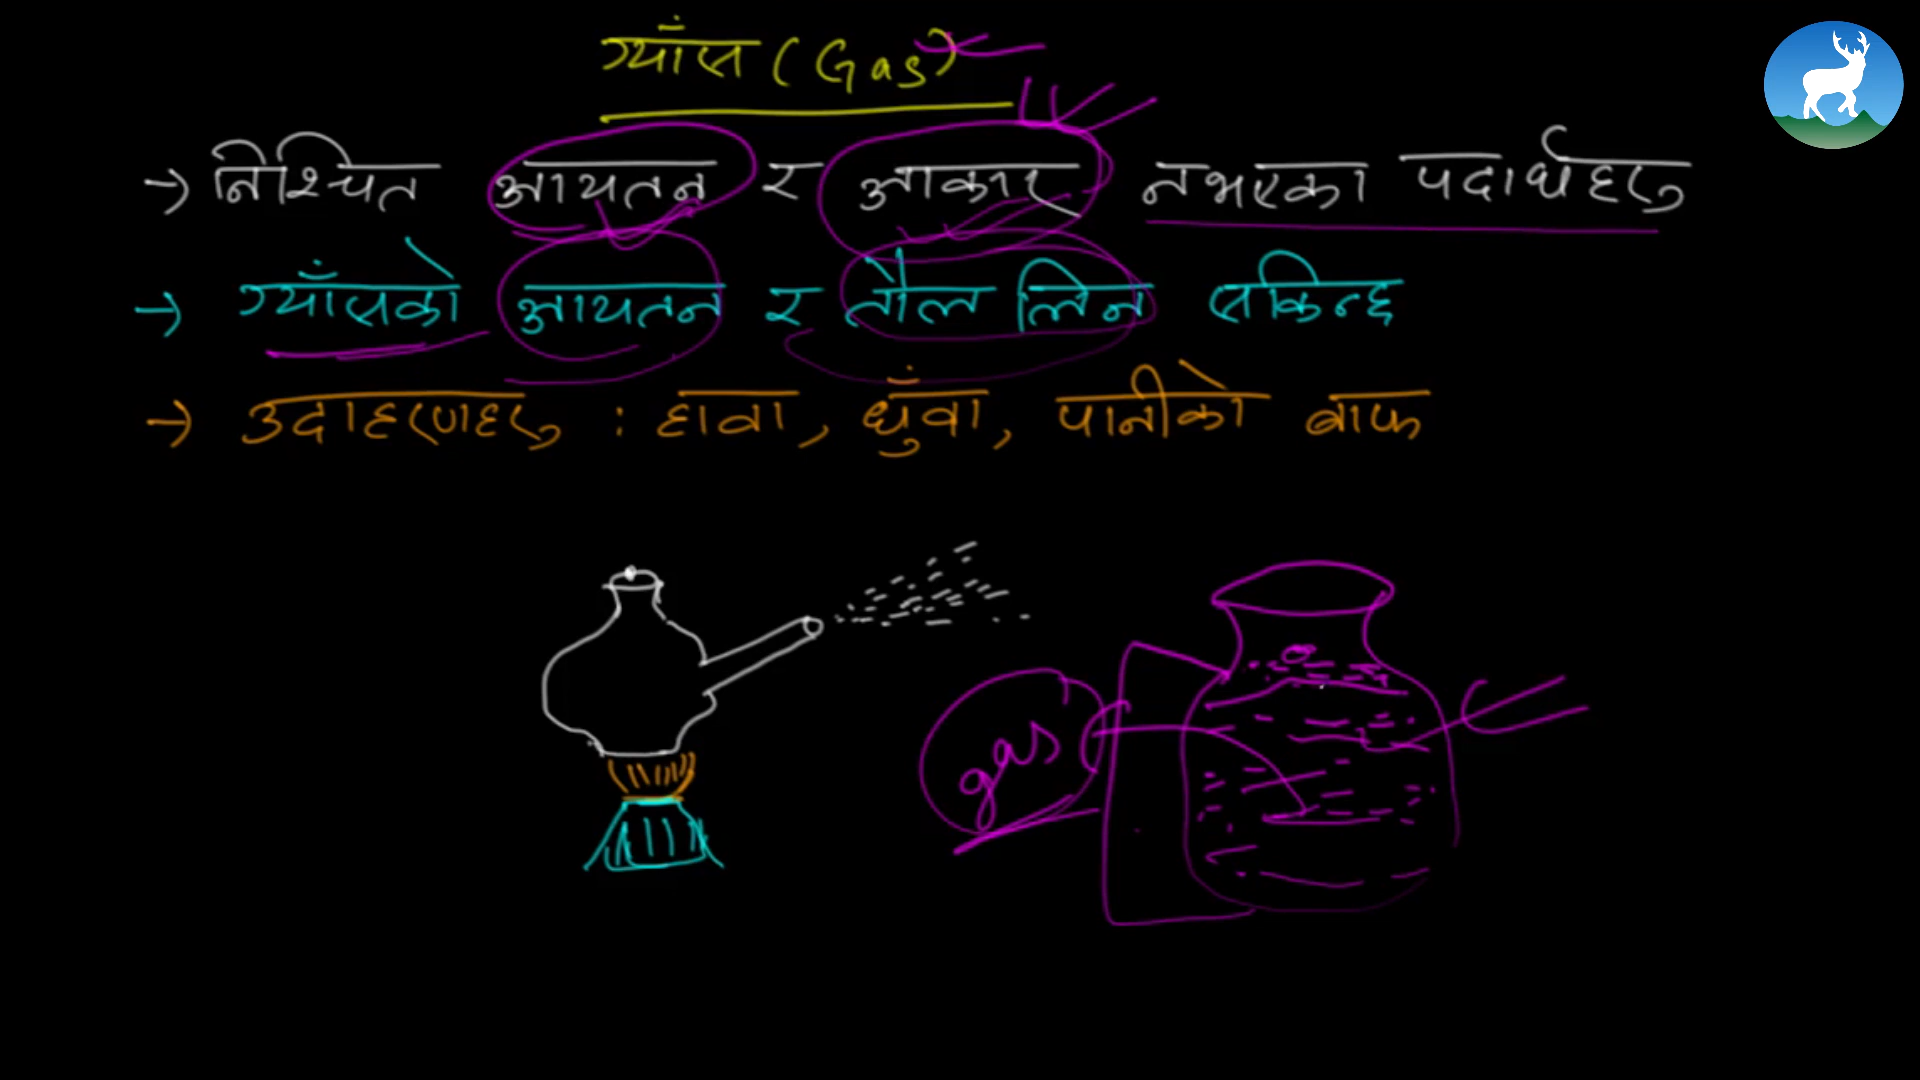 ग्याँस (Gas)
→ निश्चित आयतन र आकार नभएका पदार्थहरु
→ ग्याँसको आयतन र तौल लिन सकिन्छ
→ उदाहरणहरु : हावा, धुँवा, पानीको बाफ
gas